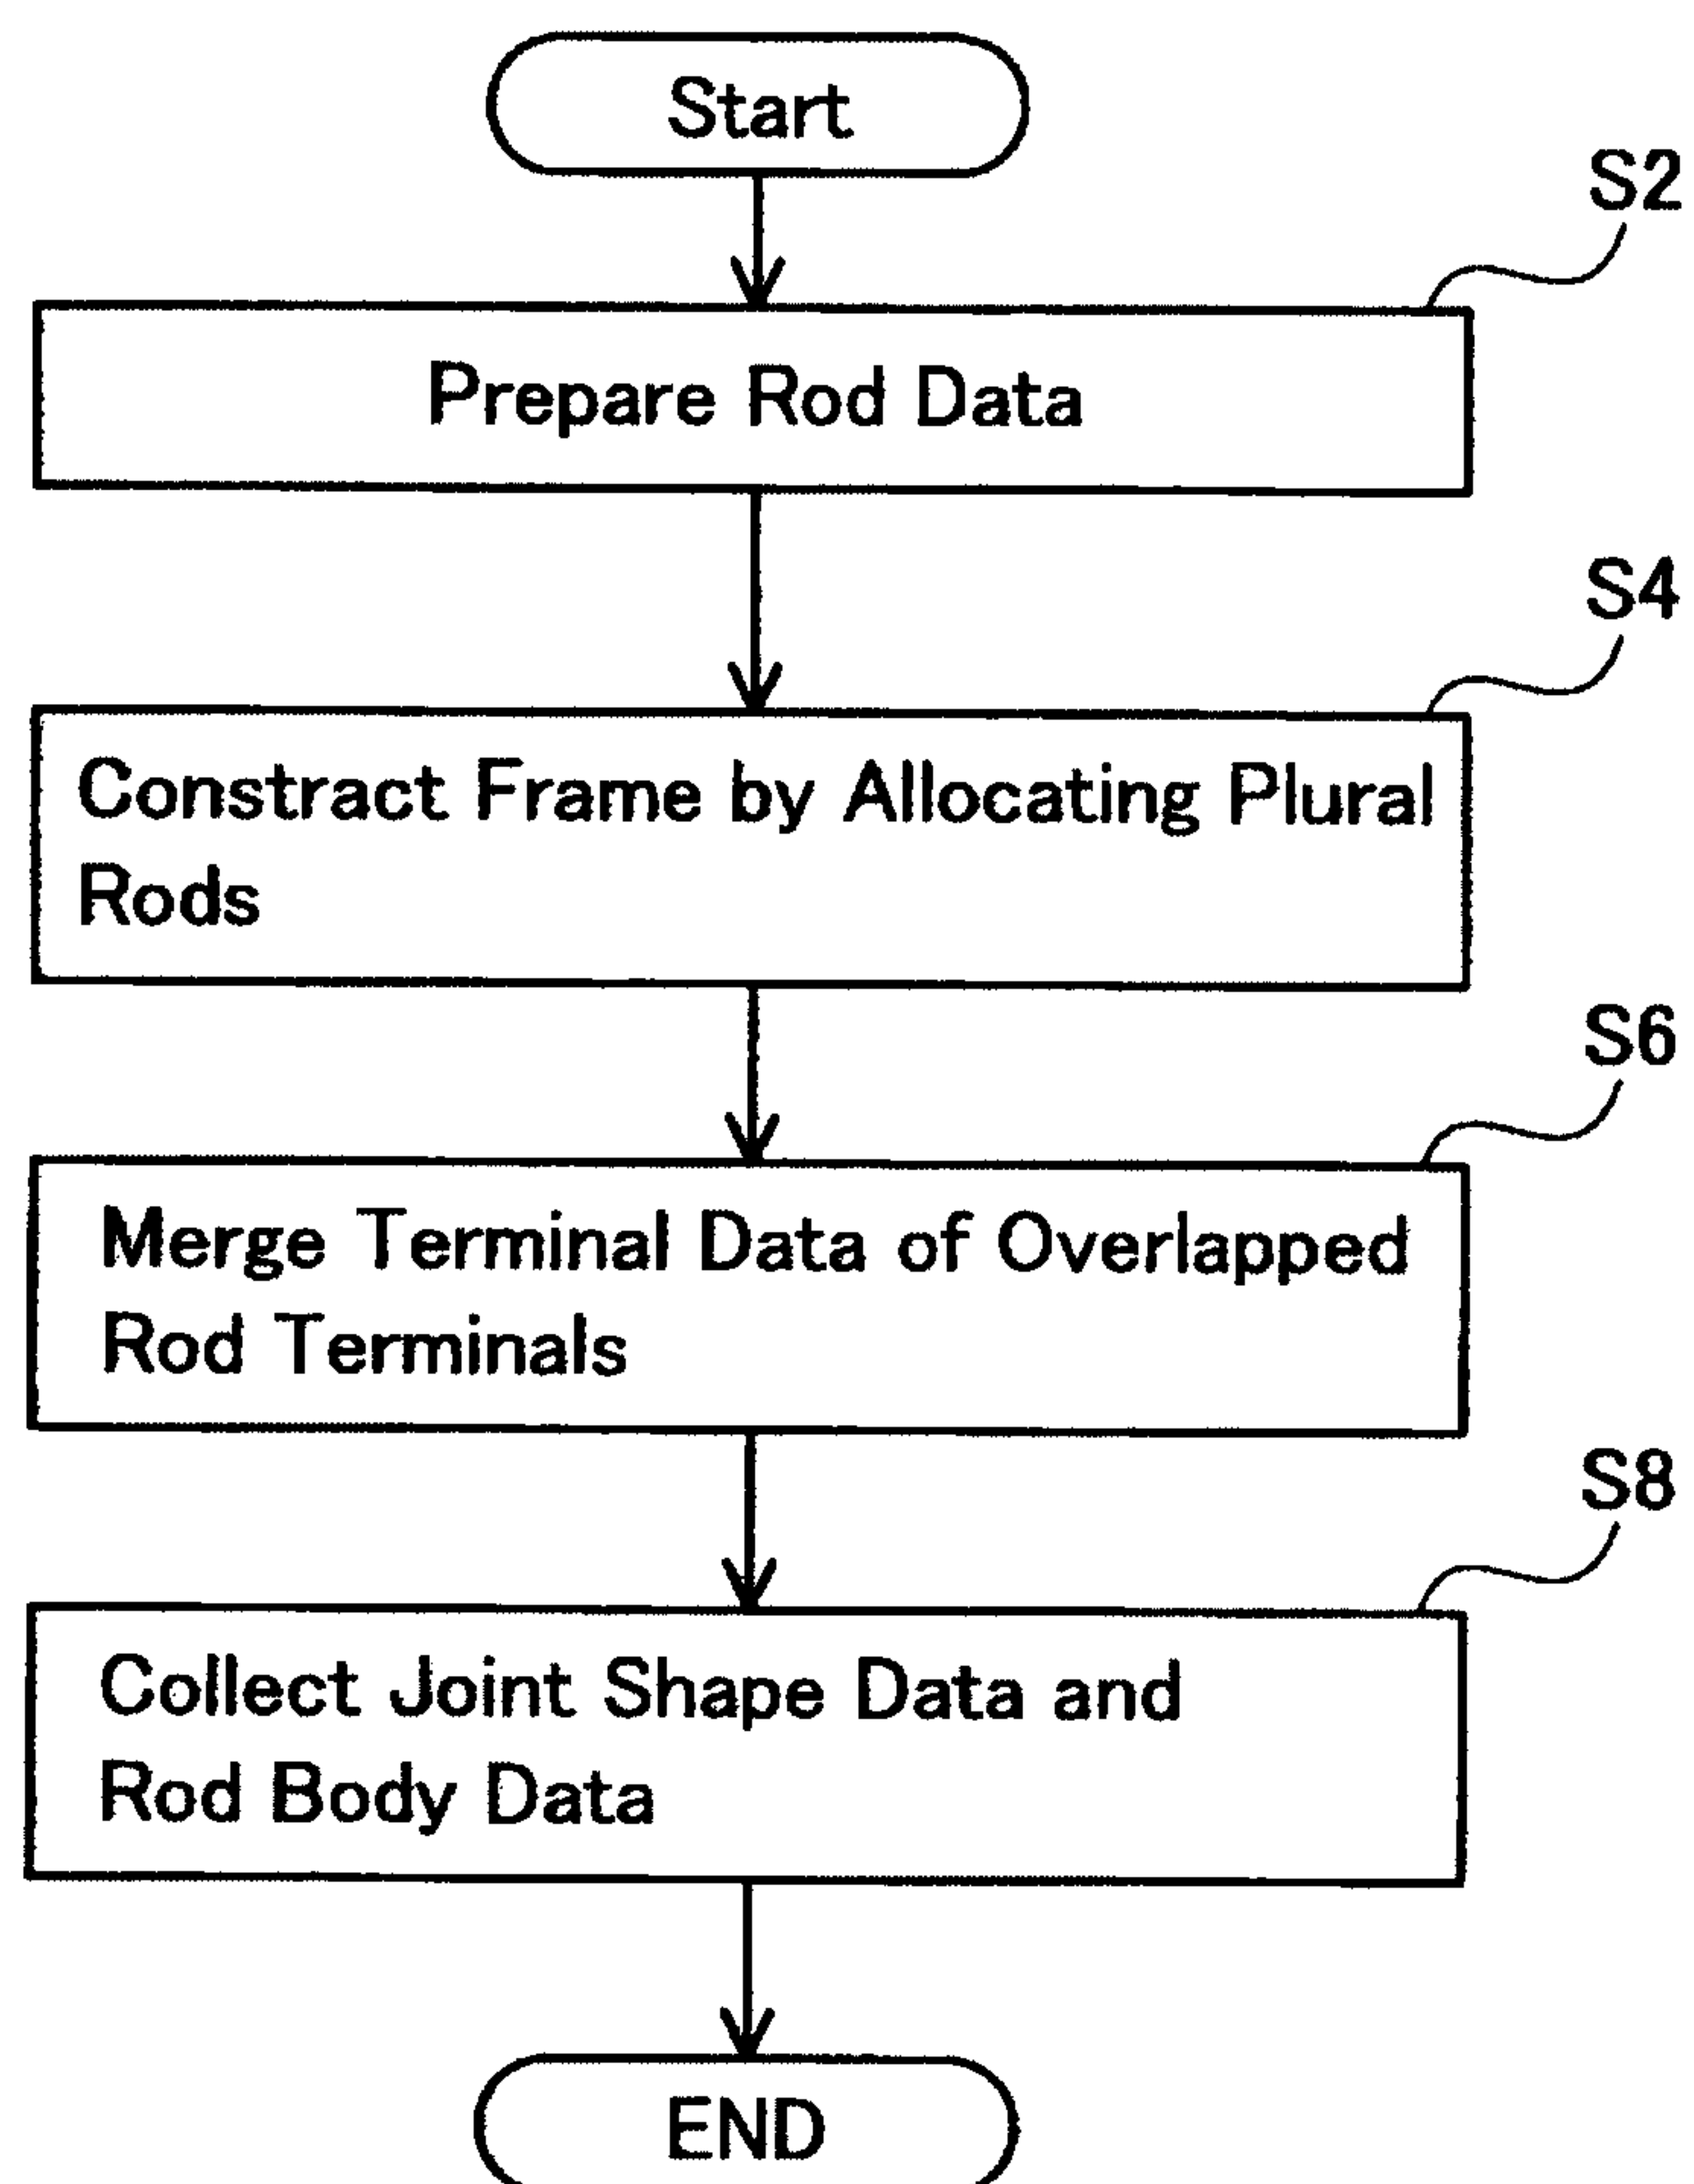 Start
S2
Prepare Rod Data
S4
Constract Frame by Allocating Plural
Rods
S6
Merge Terminal Data of Overlapped
Rod Terminals
S8
Collect Joint Shape Data and
Rod Body Data
END